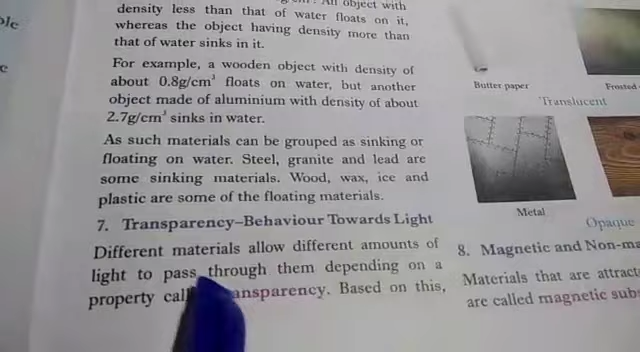 object with
density less than that of water floats on it,
whereas the object having density more than
that of water sinks in it.
For example, a wooden object with density of
about 0.8g/cm³ floats on water, but another
object made of aluminium with density of about
2.7g/cm³ sinks in water.
As such materials can be grouped as sinking or
floating on water. Steel, granite and lead are
some sinking materials. Wood, wax, ice and
plastic are some of the floating materials.
7. Transparency–Behaviour Towards Light
Different materials allow different amounts of
light to pass through them depending on a
property cal ansparency. Based on this,
Butter paper
Frosted
Translucent
Metal
Opaque
8. Magnetic and Non-ma
Materials that are attract
are called magnetic subs